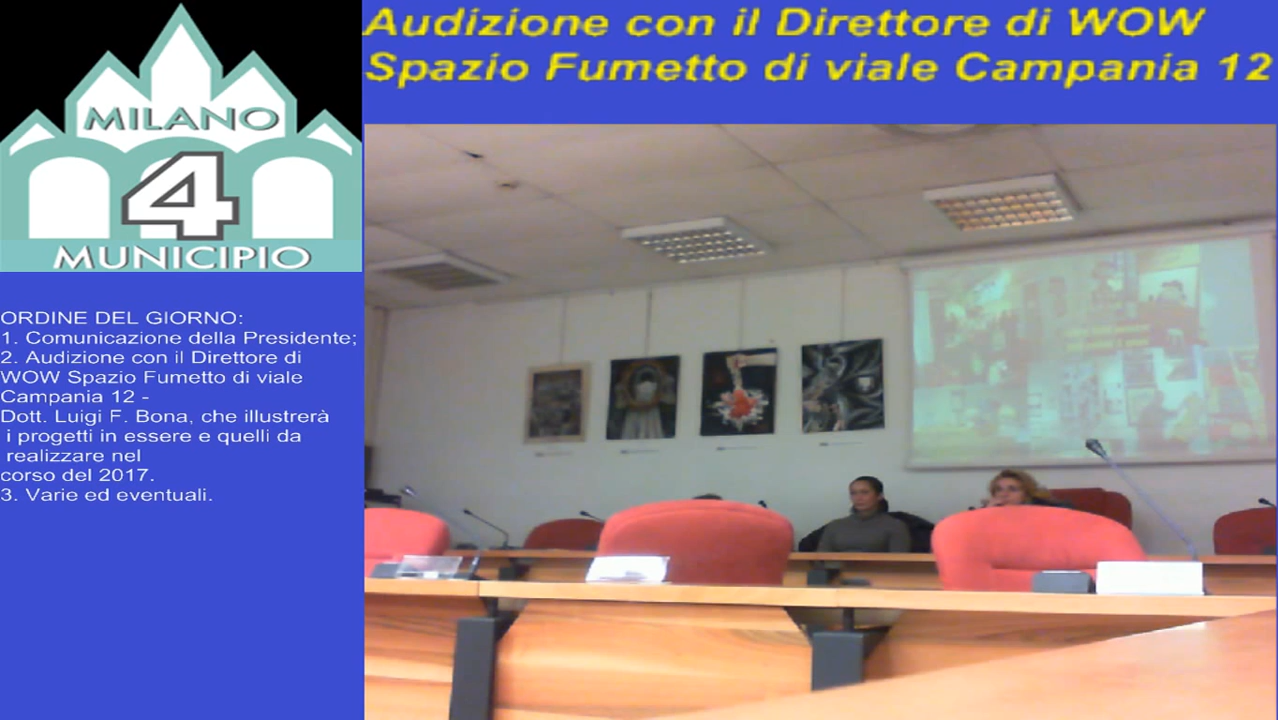 Audizione con il Direttore di WOW
Spazio Fumetto di viale Campania 12
MILANO
4
MUNICIPIO
ORDINE DEL GIORNO:
1. Comunicazione della Presidente;
2. Audizione con il Direttore di
WOW Spazio Fumetto di viale
Campania 12 -
Dott. Luigi F. Bona, che illustrerà
i progetti in essere e quelli da
realizzare nel
corso del 2017.
3. Varie ed eventuali.